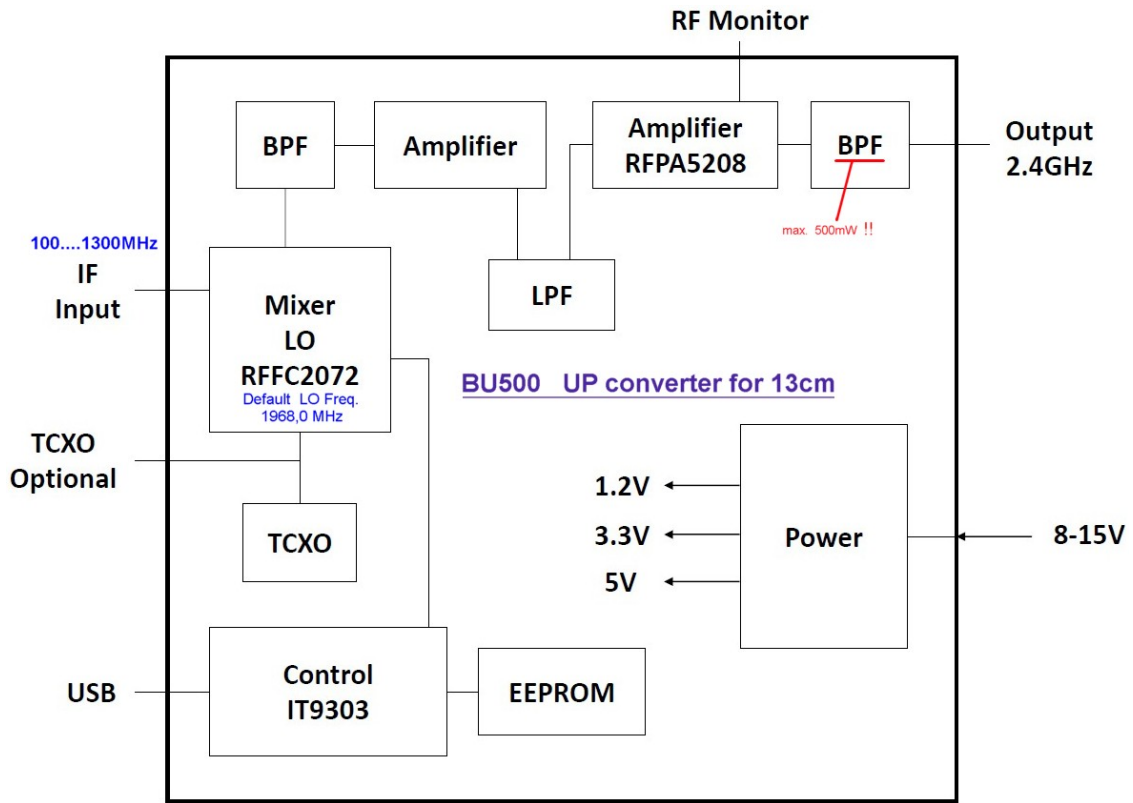 RF Monitor
BPF
Amplifier
Amplifier
RFPA5208
BPF
Output
2.4GHz
max. 500mW !!
100....1300MHz
IF
Input
Mixer
LO
RFFC2072
Default LO Freq.
1968,0 MHz
LPF
BU500 UP converter for 13cm
TCXO
Optional
TCXO
1.2V
3.3V
5V
Power
8-15V
USB
Control
IT9303
EEPROM